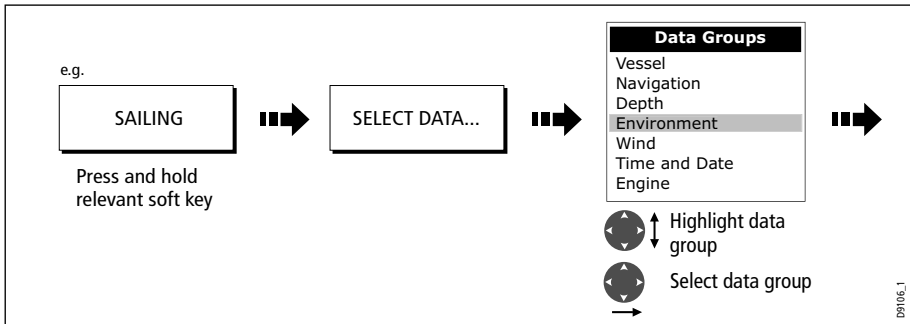 e.g.
SAILING
Press and hold
relevant soft key
SELECT DATA...
Data Groups
Vessel
Navigation
Depth
Environment
Wind
Time and Date
Engine
Highlight data
group
Select data group
D9106_1